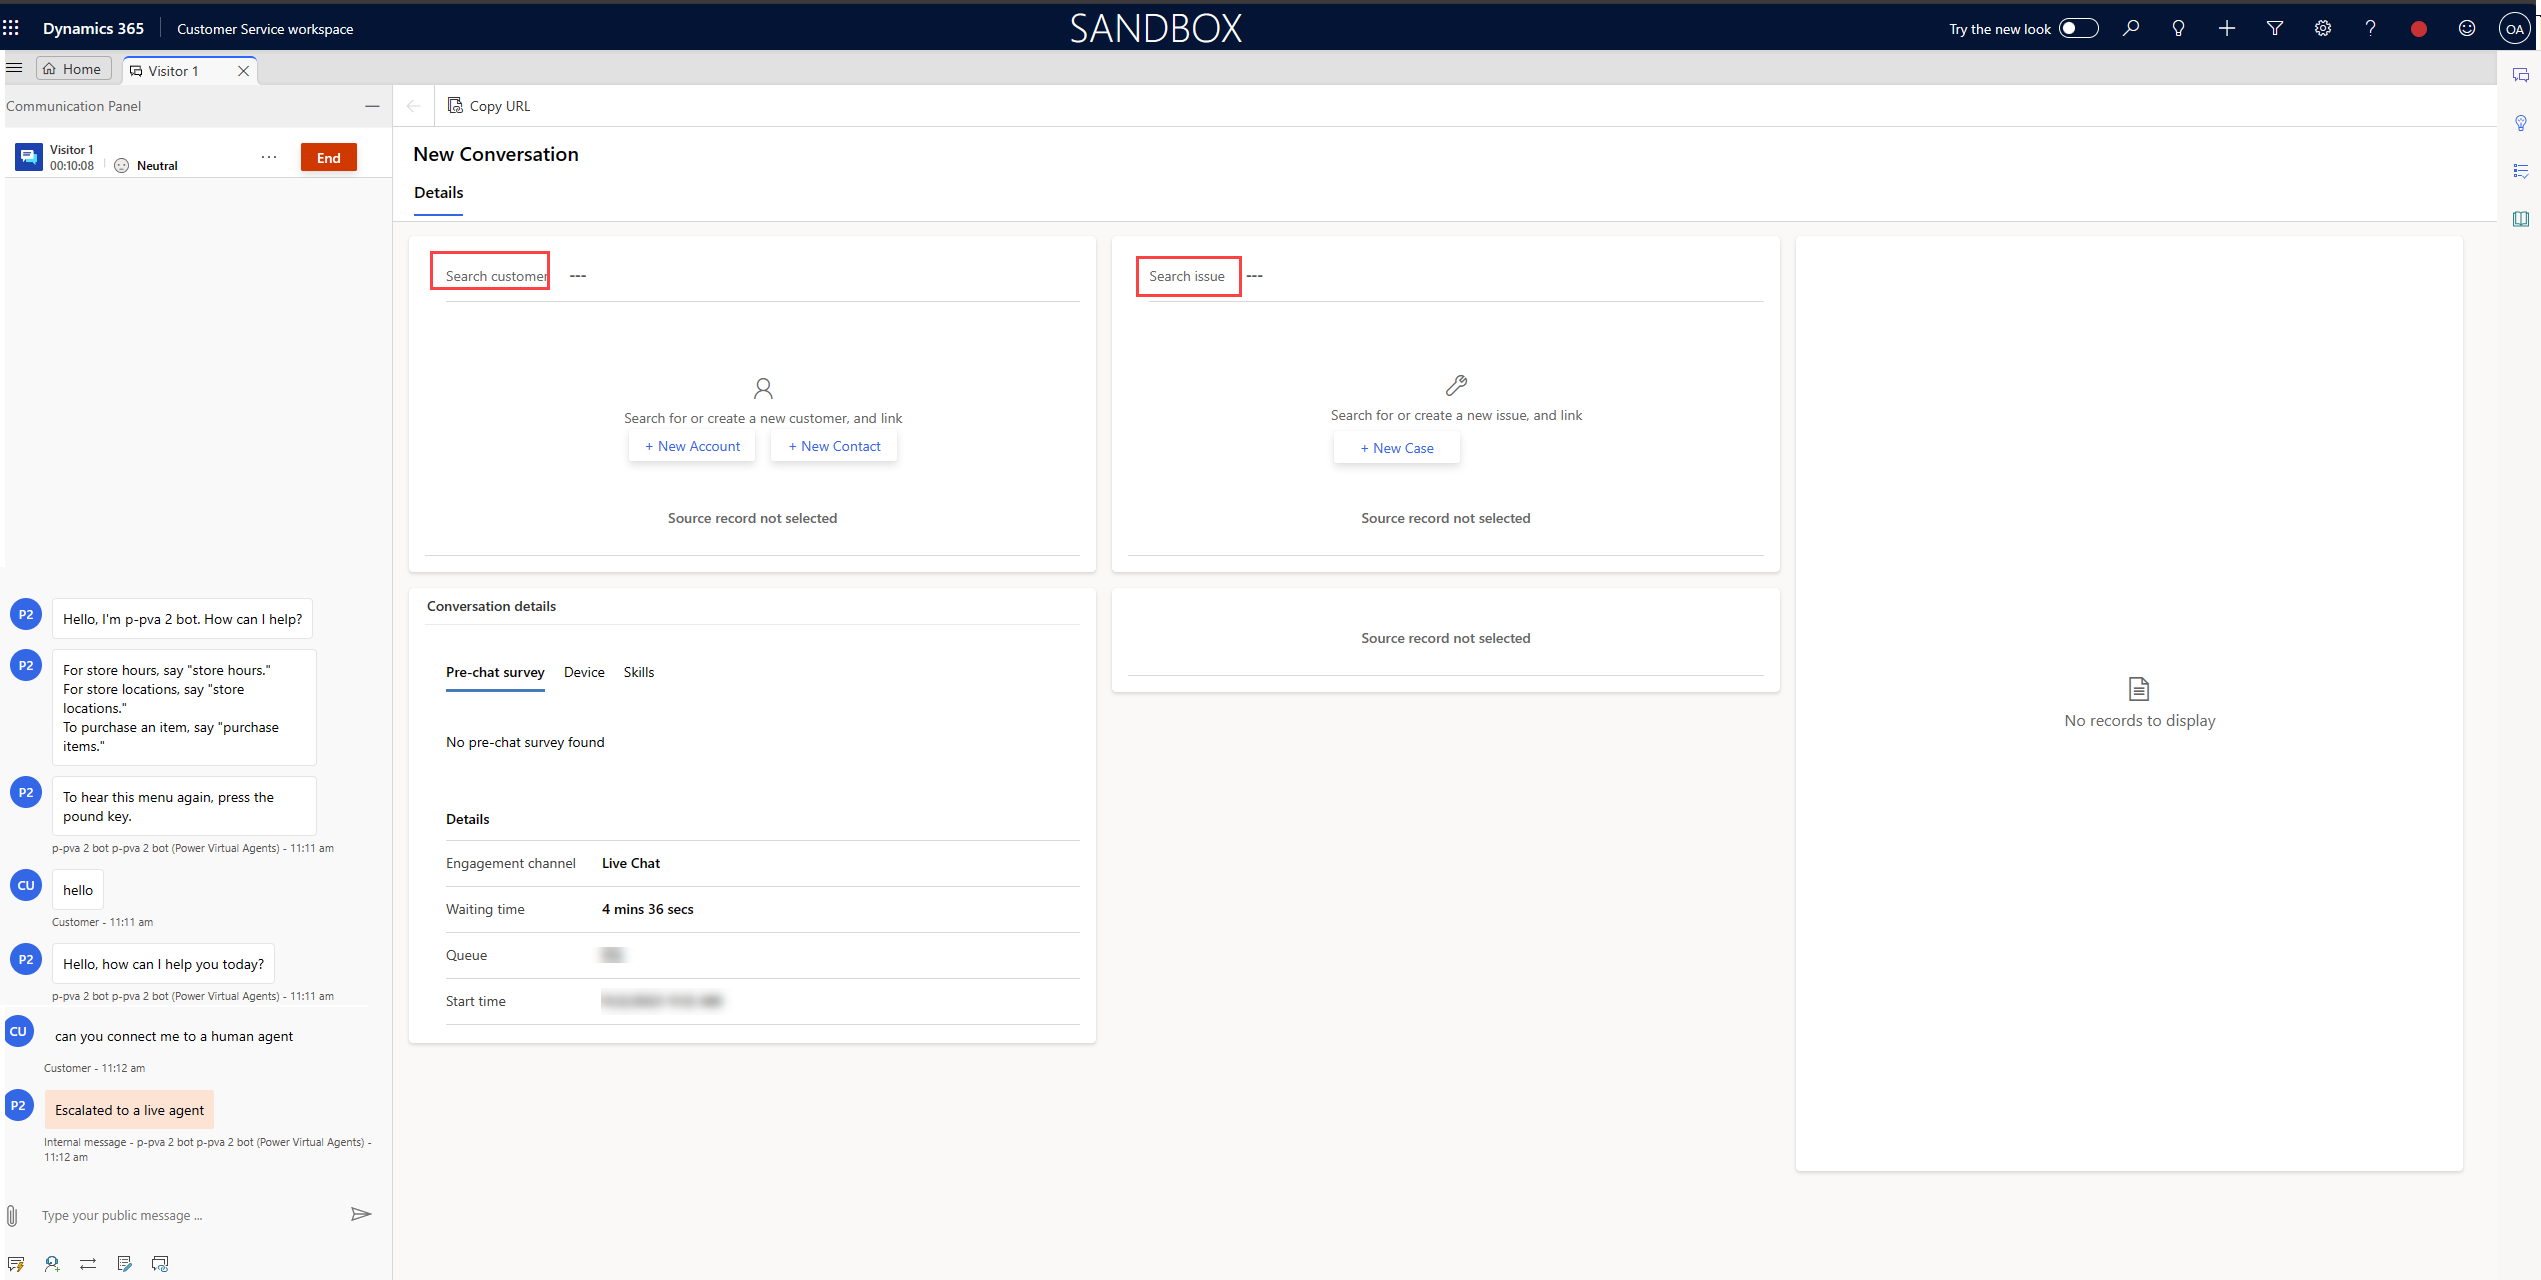 Dynamics 365
Customer Service workspace
SANDBOX
Try the new look
OA
Home
Visitor 1
Communication Panel
Copy URL
Visitor 1
00:10:08
Neutral
End
New Conversation
Details
Search customer
---
Search issue
---
Search for or create a new customer, and link
+ New Account
+ New Contact
Source record not selected
Search for or create a new issue, and link
+ New Case
Source record not selected
P2
Hello, I'm p-pva 2 bot. How can I help?
P2
For store hours, say "store hours."
For store locations, say "store
locations."
To purchase an item, say "purchase
items."
P2
To hear this menu again, press the
pound key.
p-pva 2 bot p-pva 2 bot (Power Virtual Agents) - 11:11 am
CU
hello
Customer - 11:11 am
P2
Hello, how can I help you today?
p-pva 2 bot p-pva 2 bot (Power Virtual Agents) - 11:11 am
CU
can you connect me to a human agent
Customer - 11:12 am
P2
Escalated to a live agent
Internal message - p-pva 2 bot p-pva 2 bot (Power Virtual Agents) -
11:12 am
Type your public message ...
Conversation details
Pre-chat survey
Device
Skills
No pre-chat survey found
Details
Engagement channel
Live Chat
Waiting time
4 mins 36 secs
Queue
Start time
Source record not selected
No records to display